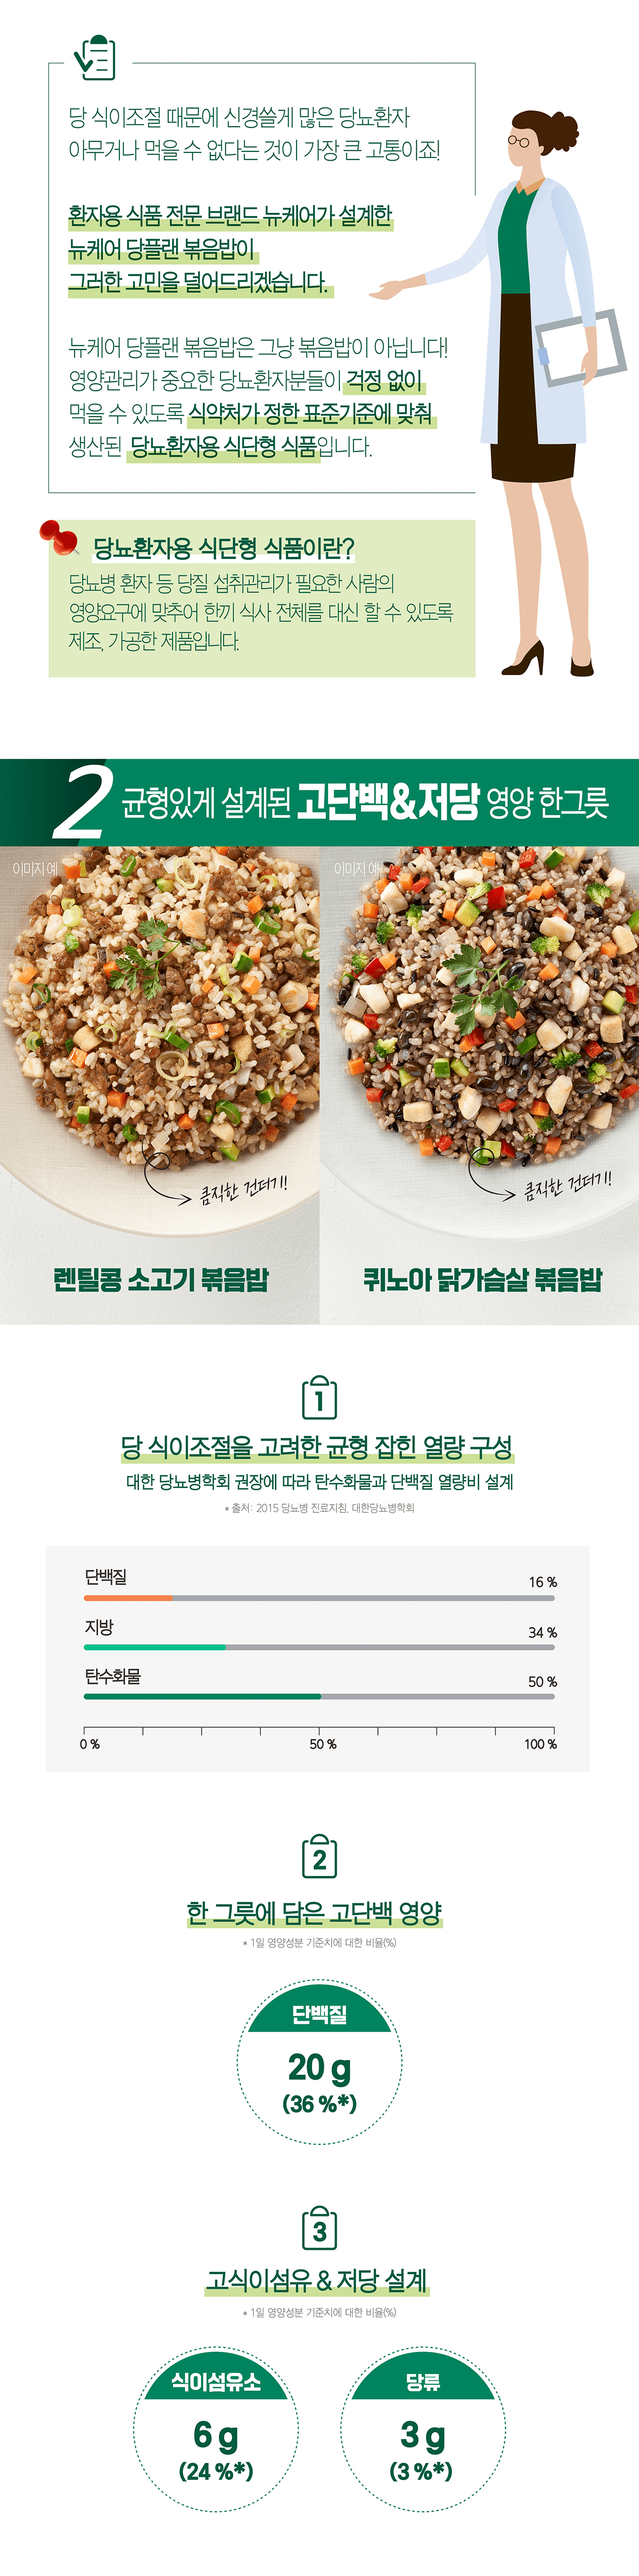 당 식이조절 때문에 신경쓸게 많은 당뇨환자
아무거나 먹을 수 없다는 것이 가장 큰 고통이죠!
환자용 식품 전문 브랜드 뉴케어가 설계한
뉴케어 당플랜 볶음밥이
그러한 고민을 덜어드리겠습니다.
뉴케어 당플랜 볶음밥은 그냥 볶음밥이 아닙니다!
영양관리가 중요한 당뇨환자분들이 걱정 없이
먹을 수 있도록 식약처가 정한 표준기준에 맞춰
생산된 당뇨환자용 식단형 식품입니다.
당뇨환자용 식단형 식품이란?
당뇨병 환자 등 당질 섭취관리가 필요한 사람의
영양요구에 맞추어 한끼 식사 전체를 대신 할 수 있도록
제조, 가공한 제품입니다.
2 균형있게 설계된 고단백&저당 영양 한그릇
이미지 예
이미지 예
큼직한 건더기!
큼직한 건더기!
렌틸콩 소고기 볶음밥
퀴노아 닭가슴살 볶음밥
1
당 식이조절을 고려한 균형 잡힌 열량 구성
대한 당뇨병학회 권장에 따라 탄수화물과 단백질 열량비 설계
* 출처: 2015 당뇨병 진료지침, 대한당뇨병학회
단백질
16 %
지방
34 %
탄수화물
50 %
0 %
50 %
100 %
2
한 그릇에 담은 고단백 영양
* 1일 영양성분 기준치에 대한 비율(%)
단백질
20 g
(36 %*)
3
고식이섬유 & 저당 설계
* 1일 영양성분 기준치에 대한 비율(%)
식이섬유소
6 g
(24 %*)
당류
3 g
(3 %*)